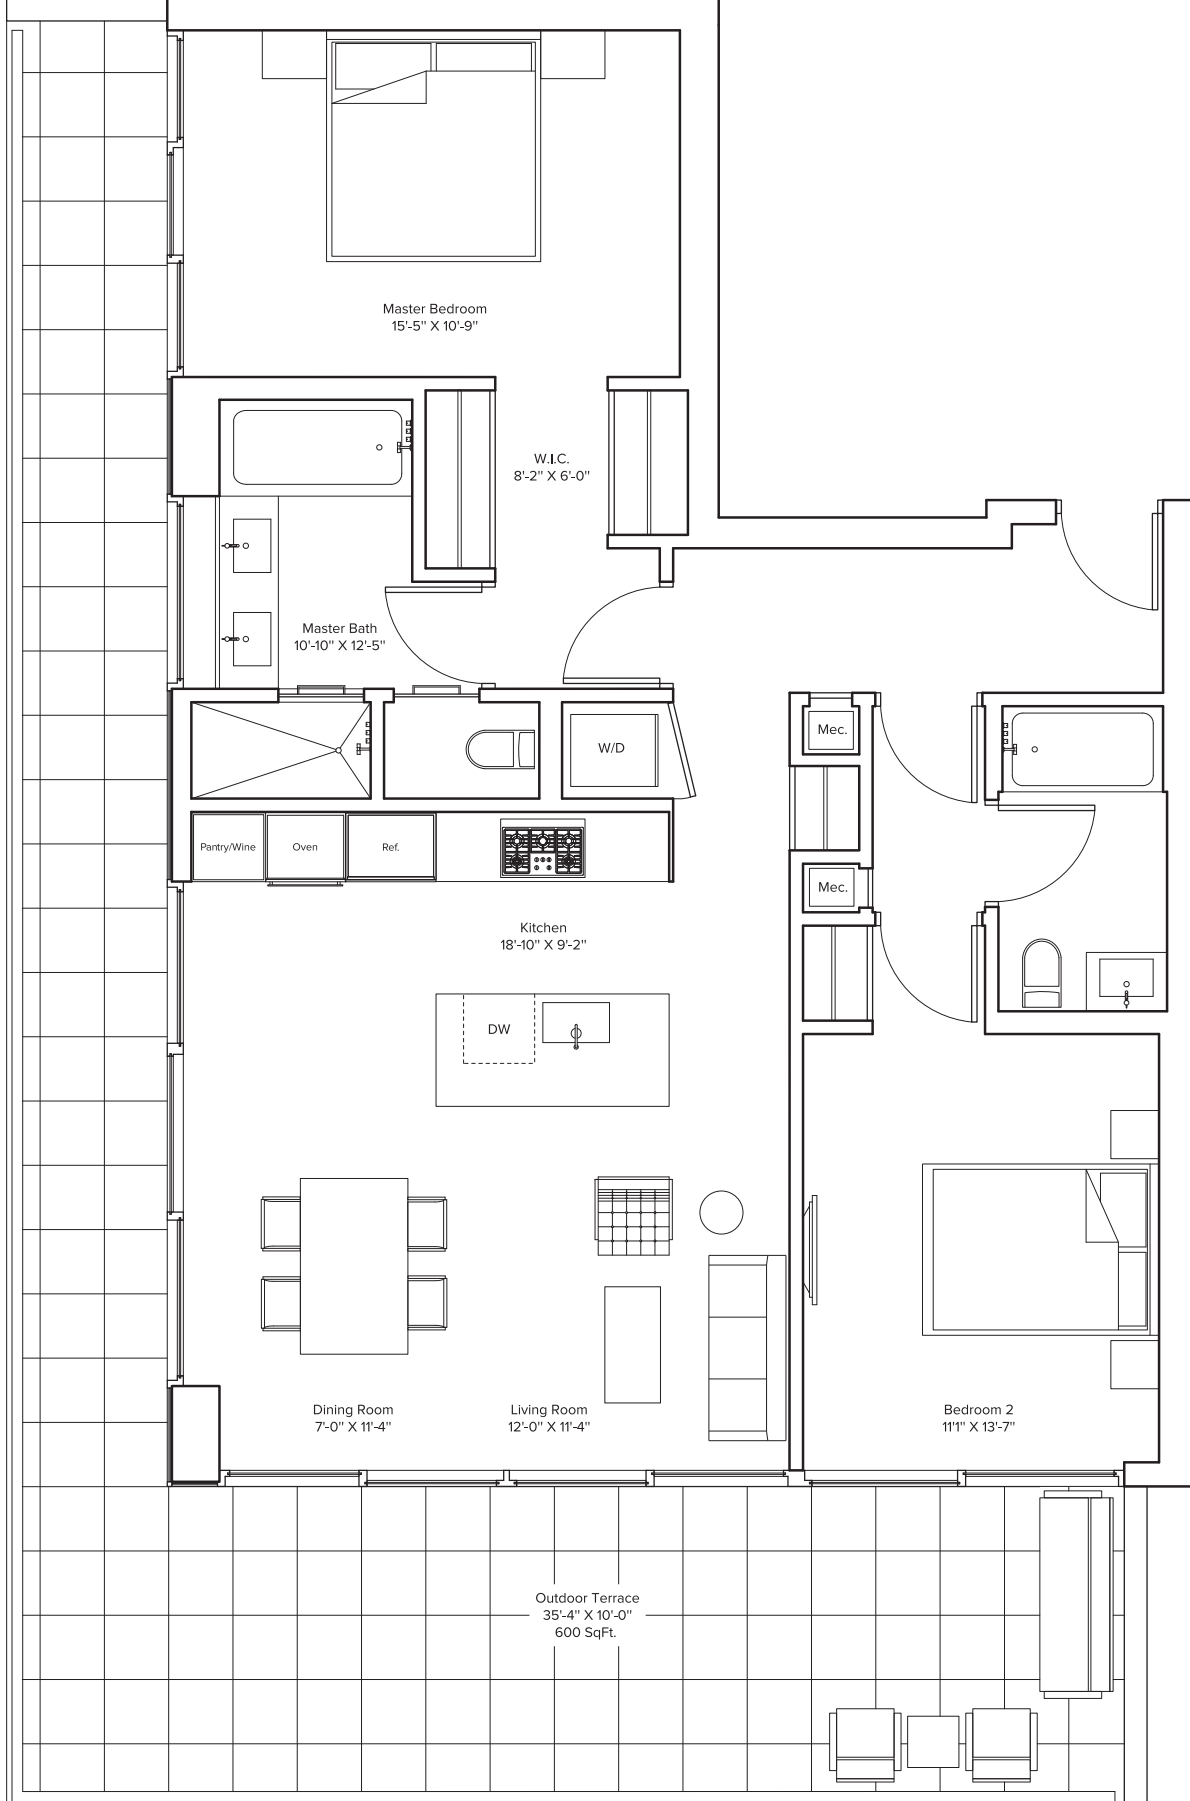 Master Bedroom
15'-5" X 10'-9"
W.I.C.
8'-2" X 6'-0"
Master Bath
10'-10" X 12'-5"
W/D
Mec.
Pantry/Wine
Oven
Ref.
Mec.
Kitchen
18'-10" X 9'-2"
DW
Dining Room
7'-0" X 11'-4"
Living Room
12'-0" X 11'-4"
Bedroom 2
11'1" X 13'-7"
Outdoor Terrace
35'-4" X 10'-0"
600 SqFt.